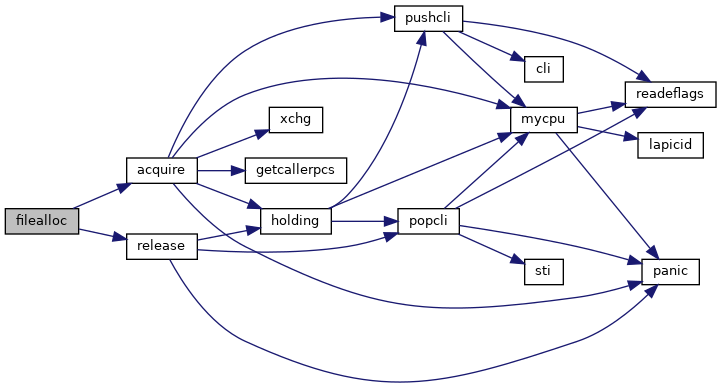 pushcli
cli
readeflags
xchg
mycpu
lapicid
acquire
getcallerpcs
filealloc
holding
popcli
release
sti
panic